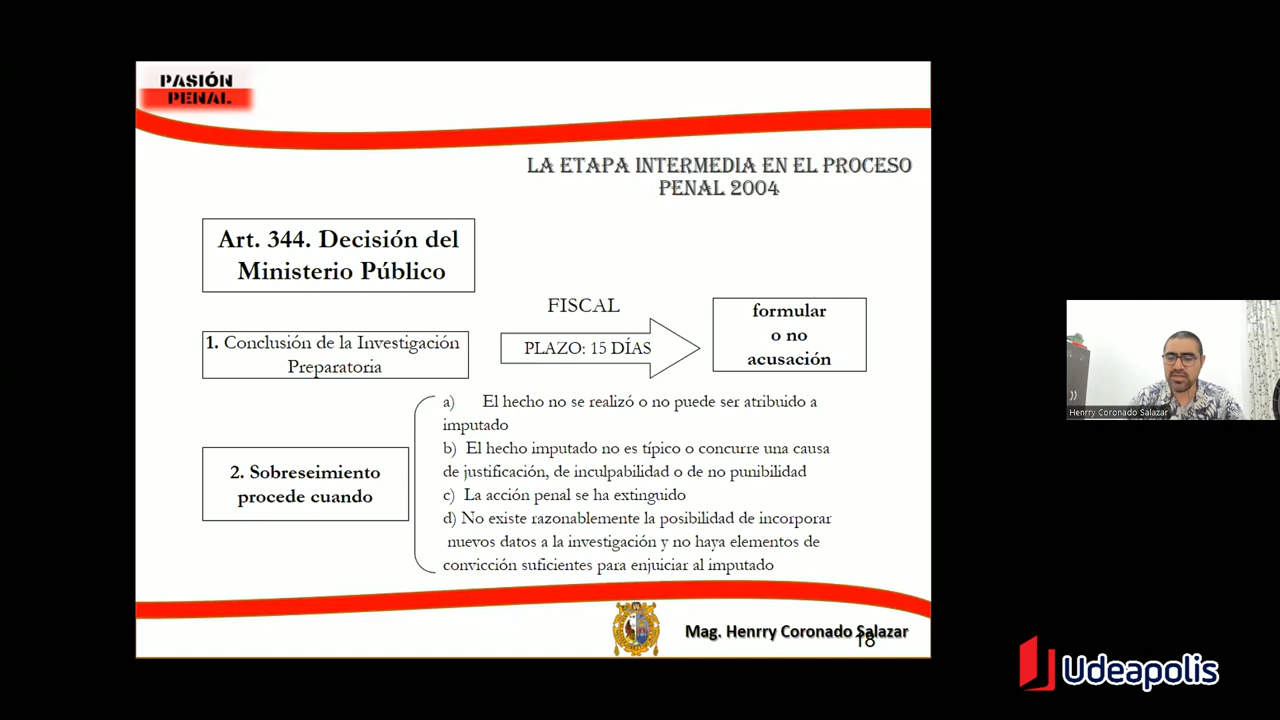 PASIÓN
PENAL
LA ETAPA INTERMEDIA EN EL PROCESO
PENAL 2004
Art. 344. Decisión del
Ministerio Público
FISCAL
1. Conclusión de la Investigación
Preparatoria
PLAZO: 15 DÍAS
formular
o no
acusación
2. Sobreseimiento
procede cuando
a) El hecho no se realizó o no puede ser atribuido a
imputado
b) El hecho imputado no es típico o concurre una causa
de justificación, de inculpabilidad o de no punibilidad
c) La acción penal se ha extinguido
d) No existe razonablemente la posibilidad de incorporar
nuevos datos a la investigación y no haya elementos de
convicción suficientes para enjuiciar al imputado
Mag. Henrry Coronado Salazar
18
Henrry Coronado Salazar
Udeapolis